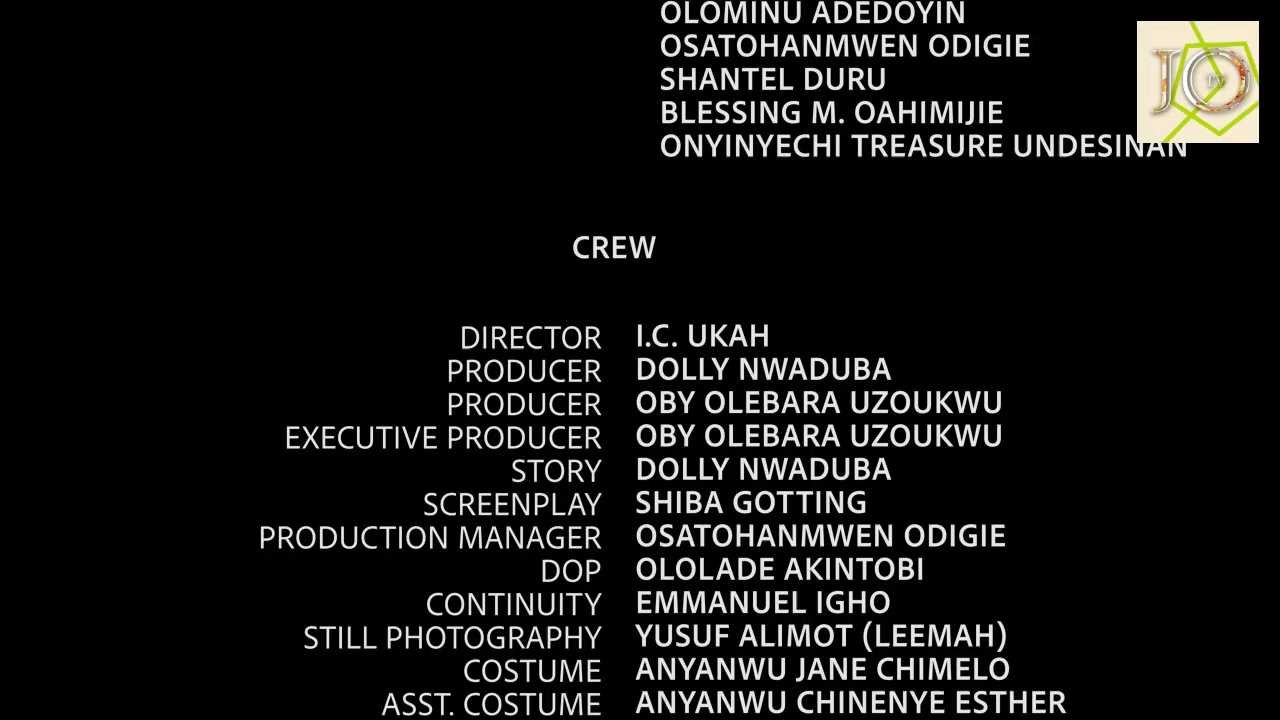 OLOMINU ADEDOYIN
OSATOHANMWEN ODIGIE
SHANTEL DURU
BLESSING M. OAHIMIJIE
ONYINYECHI TREASURE UNDESINAN
JO
TV
CREW
DIRECTOR I.C. UKAH
PRODUCER DOLLY NWADUBA
PRODUCER OBY OLEBARA UZOUKWU
EXECUTIVE PRODUCER OBY OLEBARA UZOUKWU
STORY DOLLY NWADUBA
SCREENPLAY SHIBA GOTTING
PRODUCTION MANAGER OSATOHANMWEN ODIGIE
DOP OLOLADE AKINTOBI
CONTINUITY EMMANUEL IGHO
STILL PHOTOGRAPHY YUSUF ALIMOT (LEEMAH)
COSTUME ANYANWU JANE CHIMELO
ASST. COSTUME ANYANWU CHINENYE ESTHER